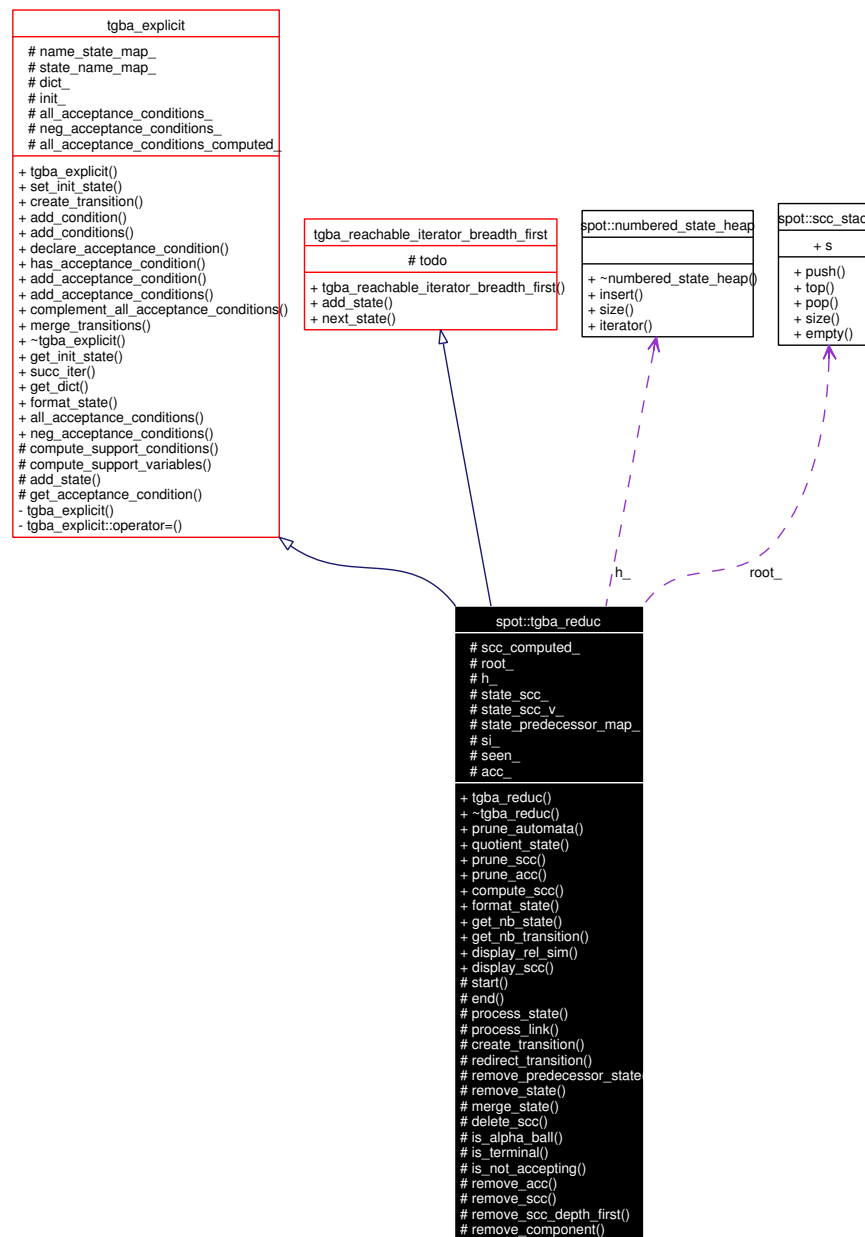 tgba_explicit
# name_state_map_
# state_name_map_
# dict_
# init_
# all_acceptance_conditions_
# neg_acceptance_conditions_
# all_acceptance_conditions_computed_
+ tgba_explicit()
+ set_init_state()
+ create_transition()
+ add_condition()
+ add_conditions()
+ declare_acceptance_condition()
+ has_acceptance_condition()
+ add_acceptance_condition()
+ add_acceptance_conditions()
+ complement_all_acceptance_conditions()
+ merge_transitions()
+ ~tgba_explicit()
+ get_init_state()
+ succ_iter()
+ get_dict()
+ format_state()
+ all_acceptance_conditions()
+ neg_acceptance_conditions()
# compute_support_conditions()
# compute_support_variables()
# add_state()
# get_acceptance_condition()
- tgba_explicit()
- tgba_explicit::operator=()
tgba_reachable_iterator_breadth_first
# todo
+ tgba_reachable_iterator_breadth_first()
+ add_state()
+ next_state()
spot::numbered_state_heap
+ ~numbered_state_heap()
+ insert()
+ size()
+ iterator()
spot::scc_stac
+ s
+ push()
+ top()
+ pop()
+ size()
+ empty()
h_
root_
spot::tgba_reduc
# scc_computed_
# root_
# h_
# state_scc_
# state_scc_v_
# state_predecessor_map_
# si_
# seen_
# acc_
+ tgba_reduc()
+ ~tgba_reduc()
+ prune_automata()
+ quotient_state()
+ prune_scc()
+ prune_acc()
+ compute_scc()
+ format_state()
+ get_nb_state()
+ get_nb_transition()
+ display_rel_sim()
+ display_scc()
# start()
# end()
# process_state()
# process_link()
# create_transition()
# redirect_transition()
# remove_predecessor_state(
# remove_state()
# merge_state()
# delete_scc()
# is_alpha_ball()
# is_terminal()
# is_not_accepting()
# remove_acc()
# remove_scc()
# remove_scc_depth_first()
# remove_component()